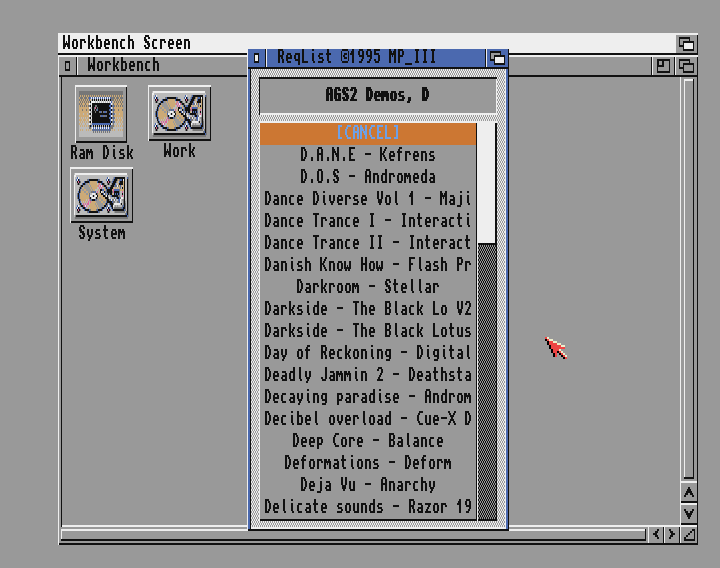 Workbench Screen
Workbench
Ram Disk
Work
System
ReqList ©1995 MP_III
AGS2 Demos, D
[CANCEL]
D.A.N.E - Kefrens
D.O.S - Andromeda
Dance Diverse Vol 1 - Maji
Dance Trance I - Interacti
Dance Trance II - Interact
Danish Know How - Flash Pr
Darkroom - Stellar
Darkside - The Black Lo V2
Darkside - The Black Lotus
Day of Reckoning - Digital
Deadly Jammin 2 - Deathsta
Decaying paradise - Androm
Decibel overload - Cue-X D
Deep Core - Balance
Deformations - Deform
Deja Vu - Anarchy
Delicate sounds - Razor 19